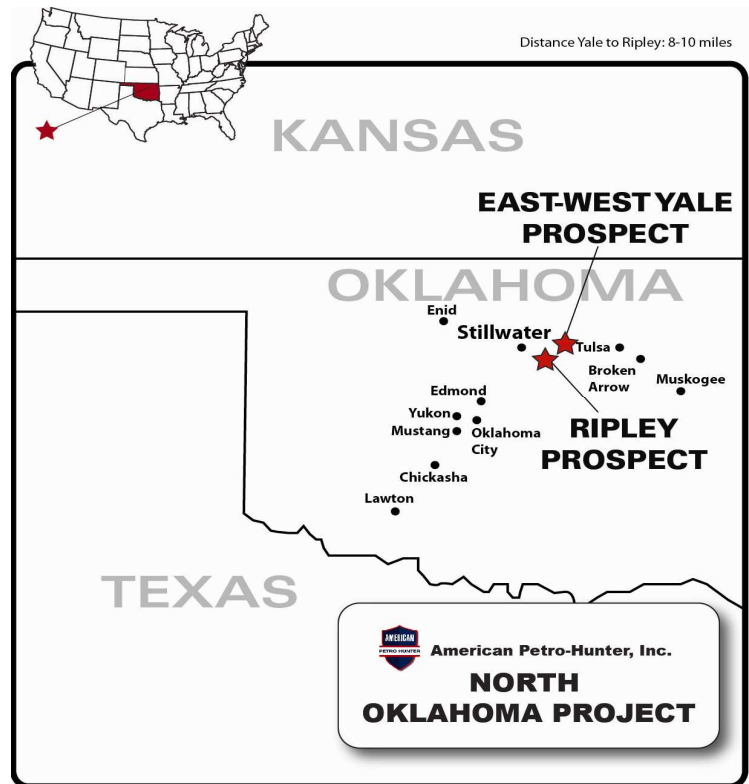 Distance Yale to Ripley: 8-10 miles
KANSAS
EAST-WEST YALE
PROSPECT
OKLAHOMA
Enid
Stillwater
Tulsa
Broken
Arrow
Muskogee
Edmond
Yukon
Mustang
Oklahoma
City
RIPLEY
PROSPECT
Chickasha
Lawton
TEXAS
AMERICAN
PETRO-HUNTER
American Petro-Hunter, Inc.
NORTH
OKLAHOMA PROJECT